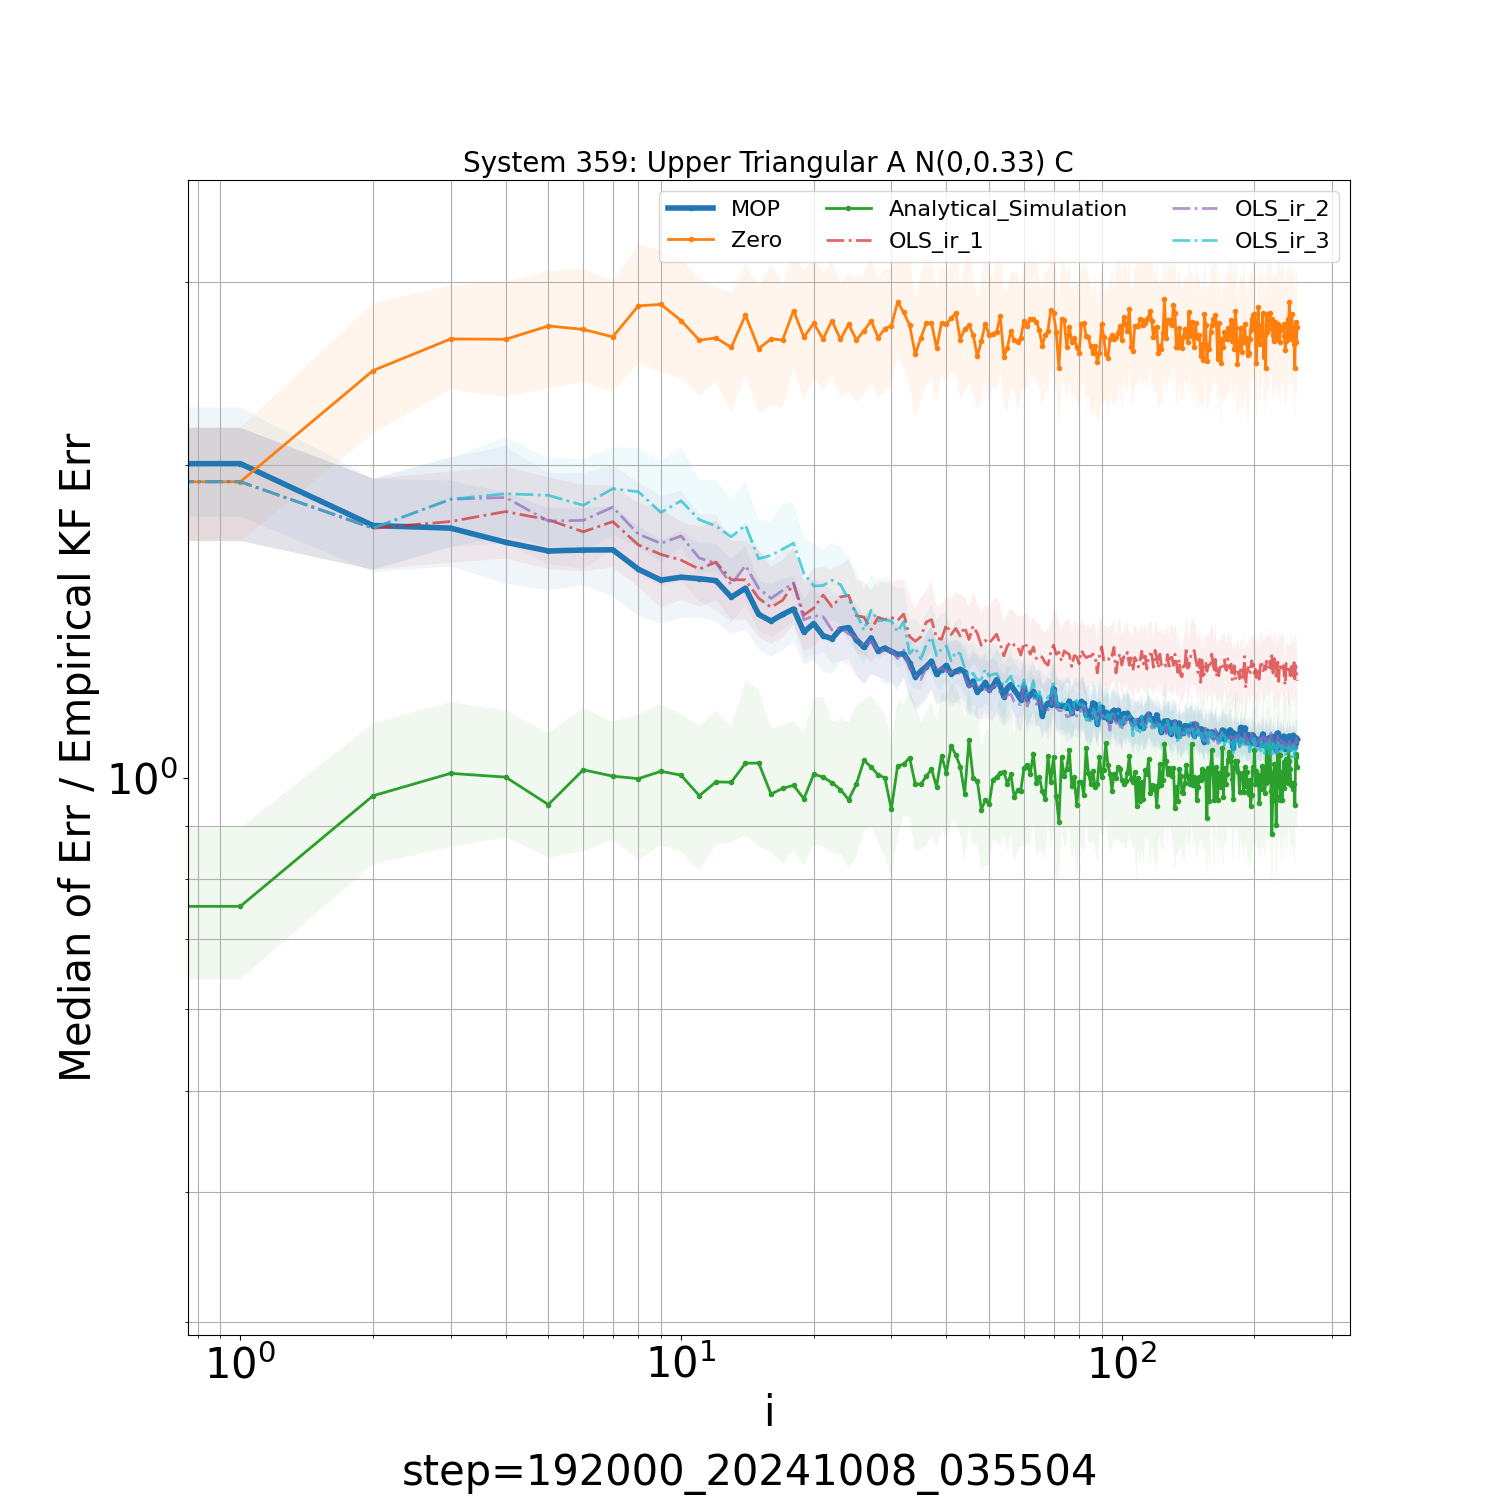 System 359: Upper Triangular A N(0,0.33) C
MOP
Zero
Analytical_Simulation
OLS_ir_1
OLS_ir_2
OLS_ir_3
Median of Err / Empirical KF Err
10⁰
10⁰ 10¹ 10²
i
step=192000_20241008_035504